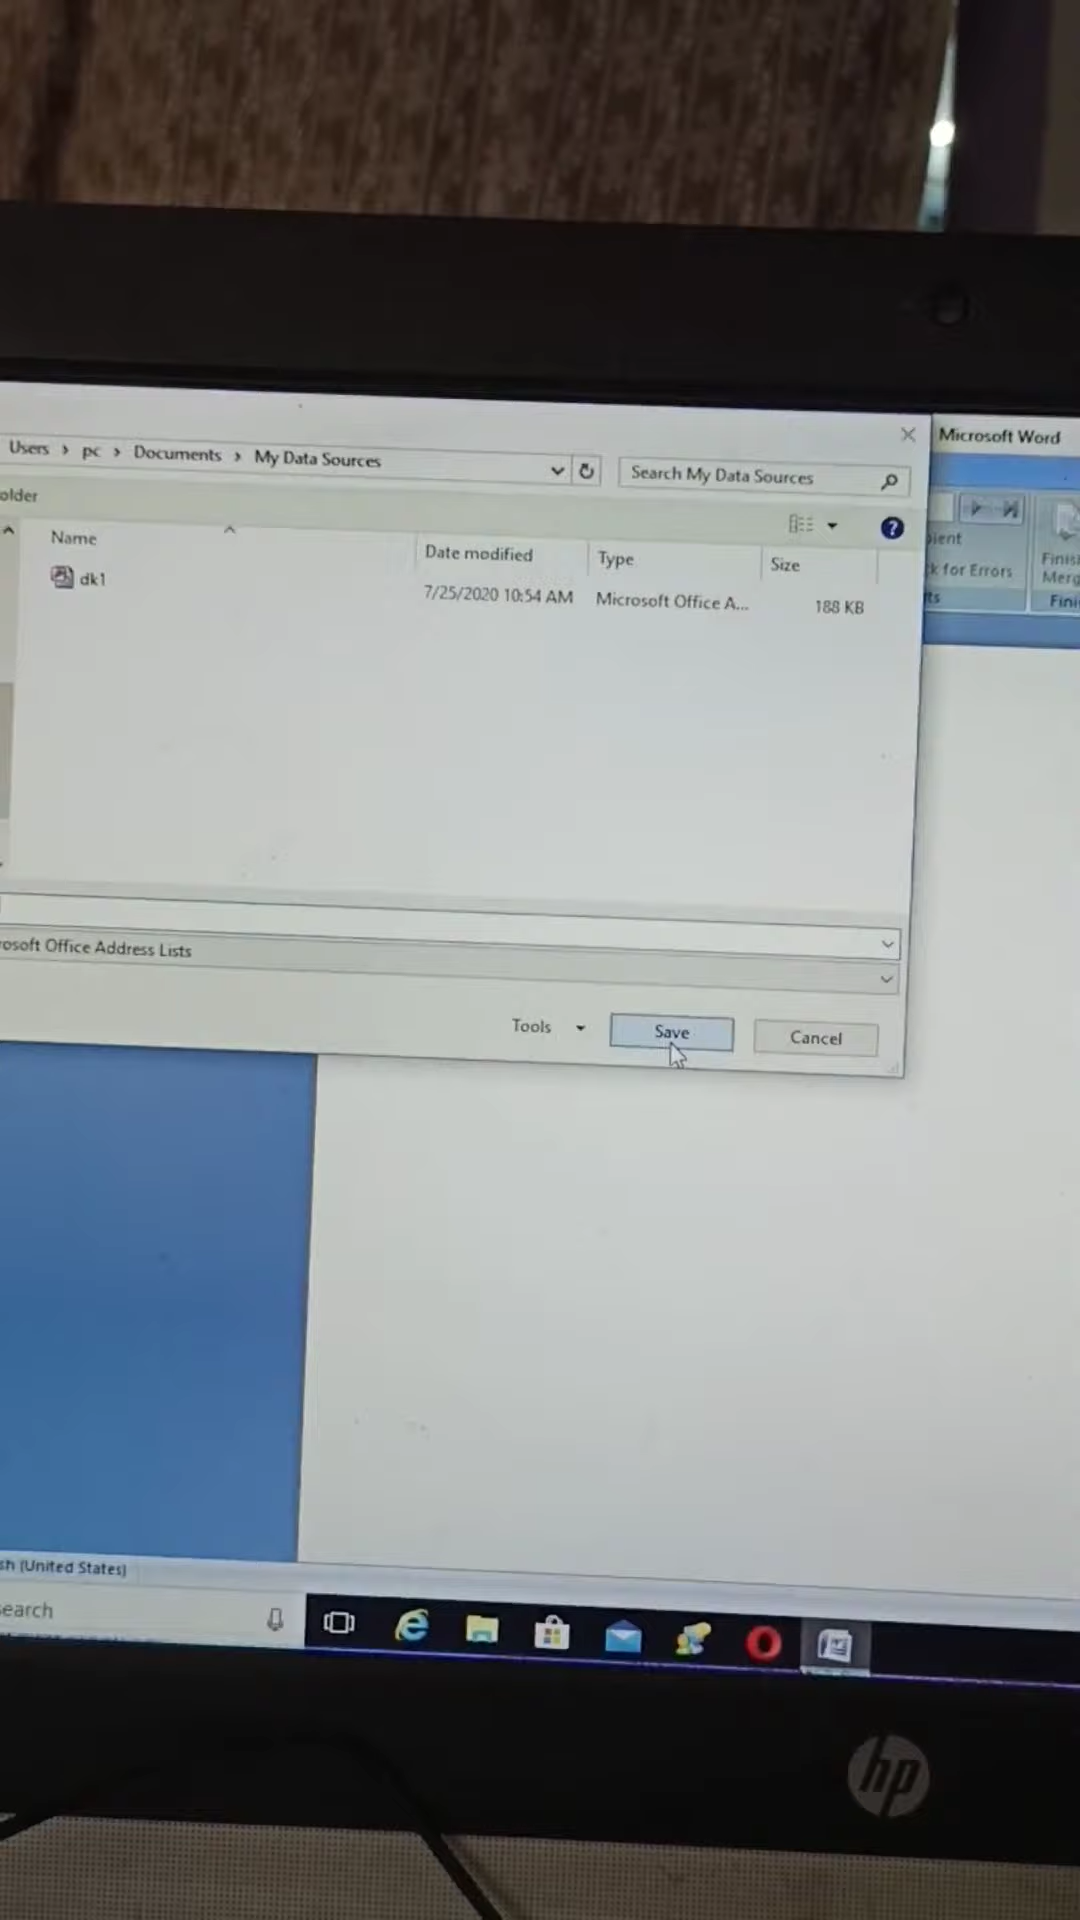 Microsoft Word
Users > pc > Documents > My Data Sources
Search My Data Sources
older
?
Name
Date modified
Type
Size
dk1
7/25/2020 10:54 AM
Microsoft Office A...
188 KB
ient
k for Errors
ts
Finis
Merg
Fini
rosoft Office Address Lists
Tools
Save
Cancel
sh (United States)
search
hp